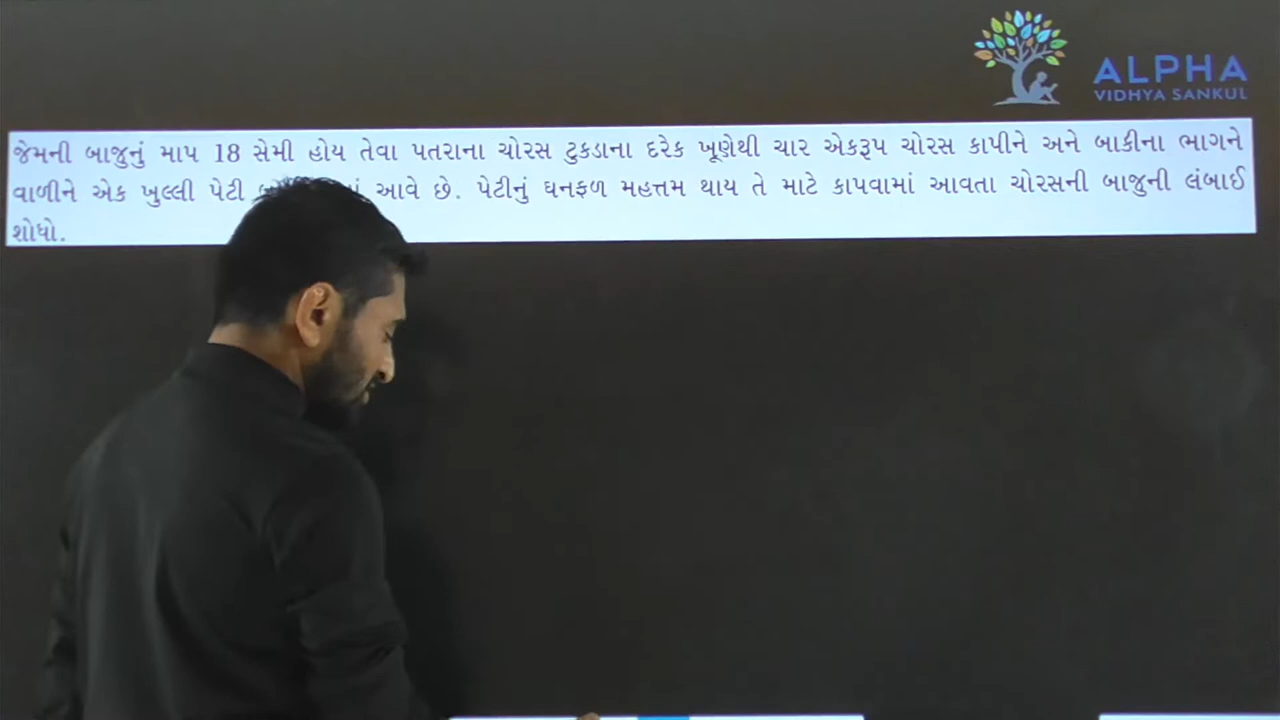 ALPHA
VIDHYA SANKUL
જેમની બાજુનું માપ 18 સેમી હોય તેવા પતરાના ચોરસ ટુકડાના દરેક ખૂણેથી ચાર એકરૂપ ચોરસ કાપીને અને બાકીના ભાગને
વાળીને એક ખુલ્લી પેટી આવે છે. પેટીનું ઘનફળ મહત્તમ થાય તે માટે કાપવામાં આવતા ચોરસની બાજુની લંબાઈ
શોધો.